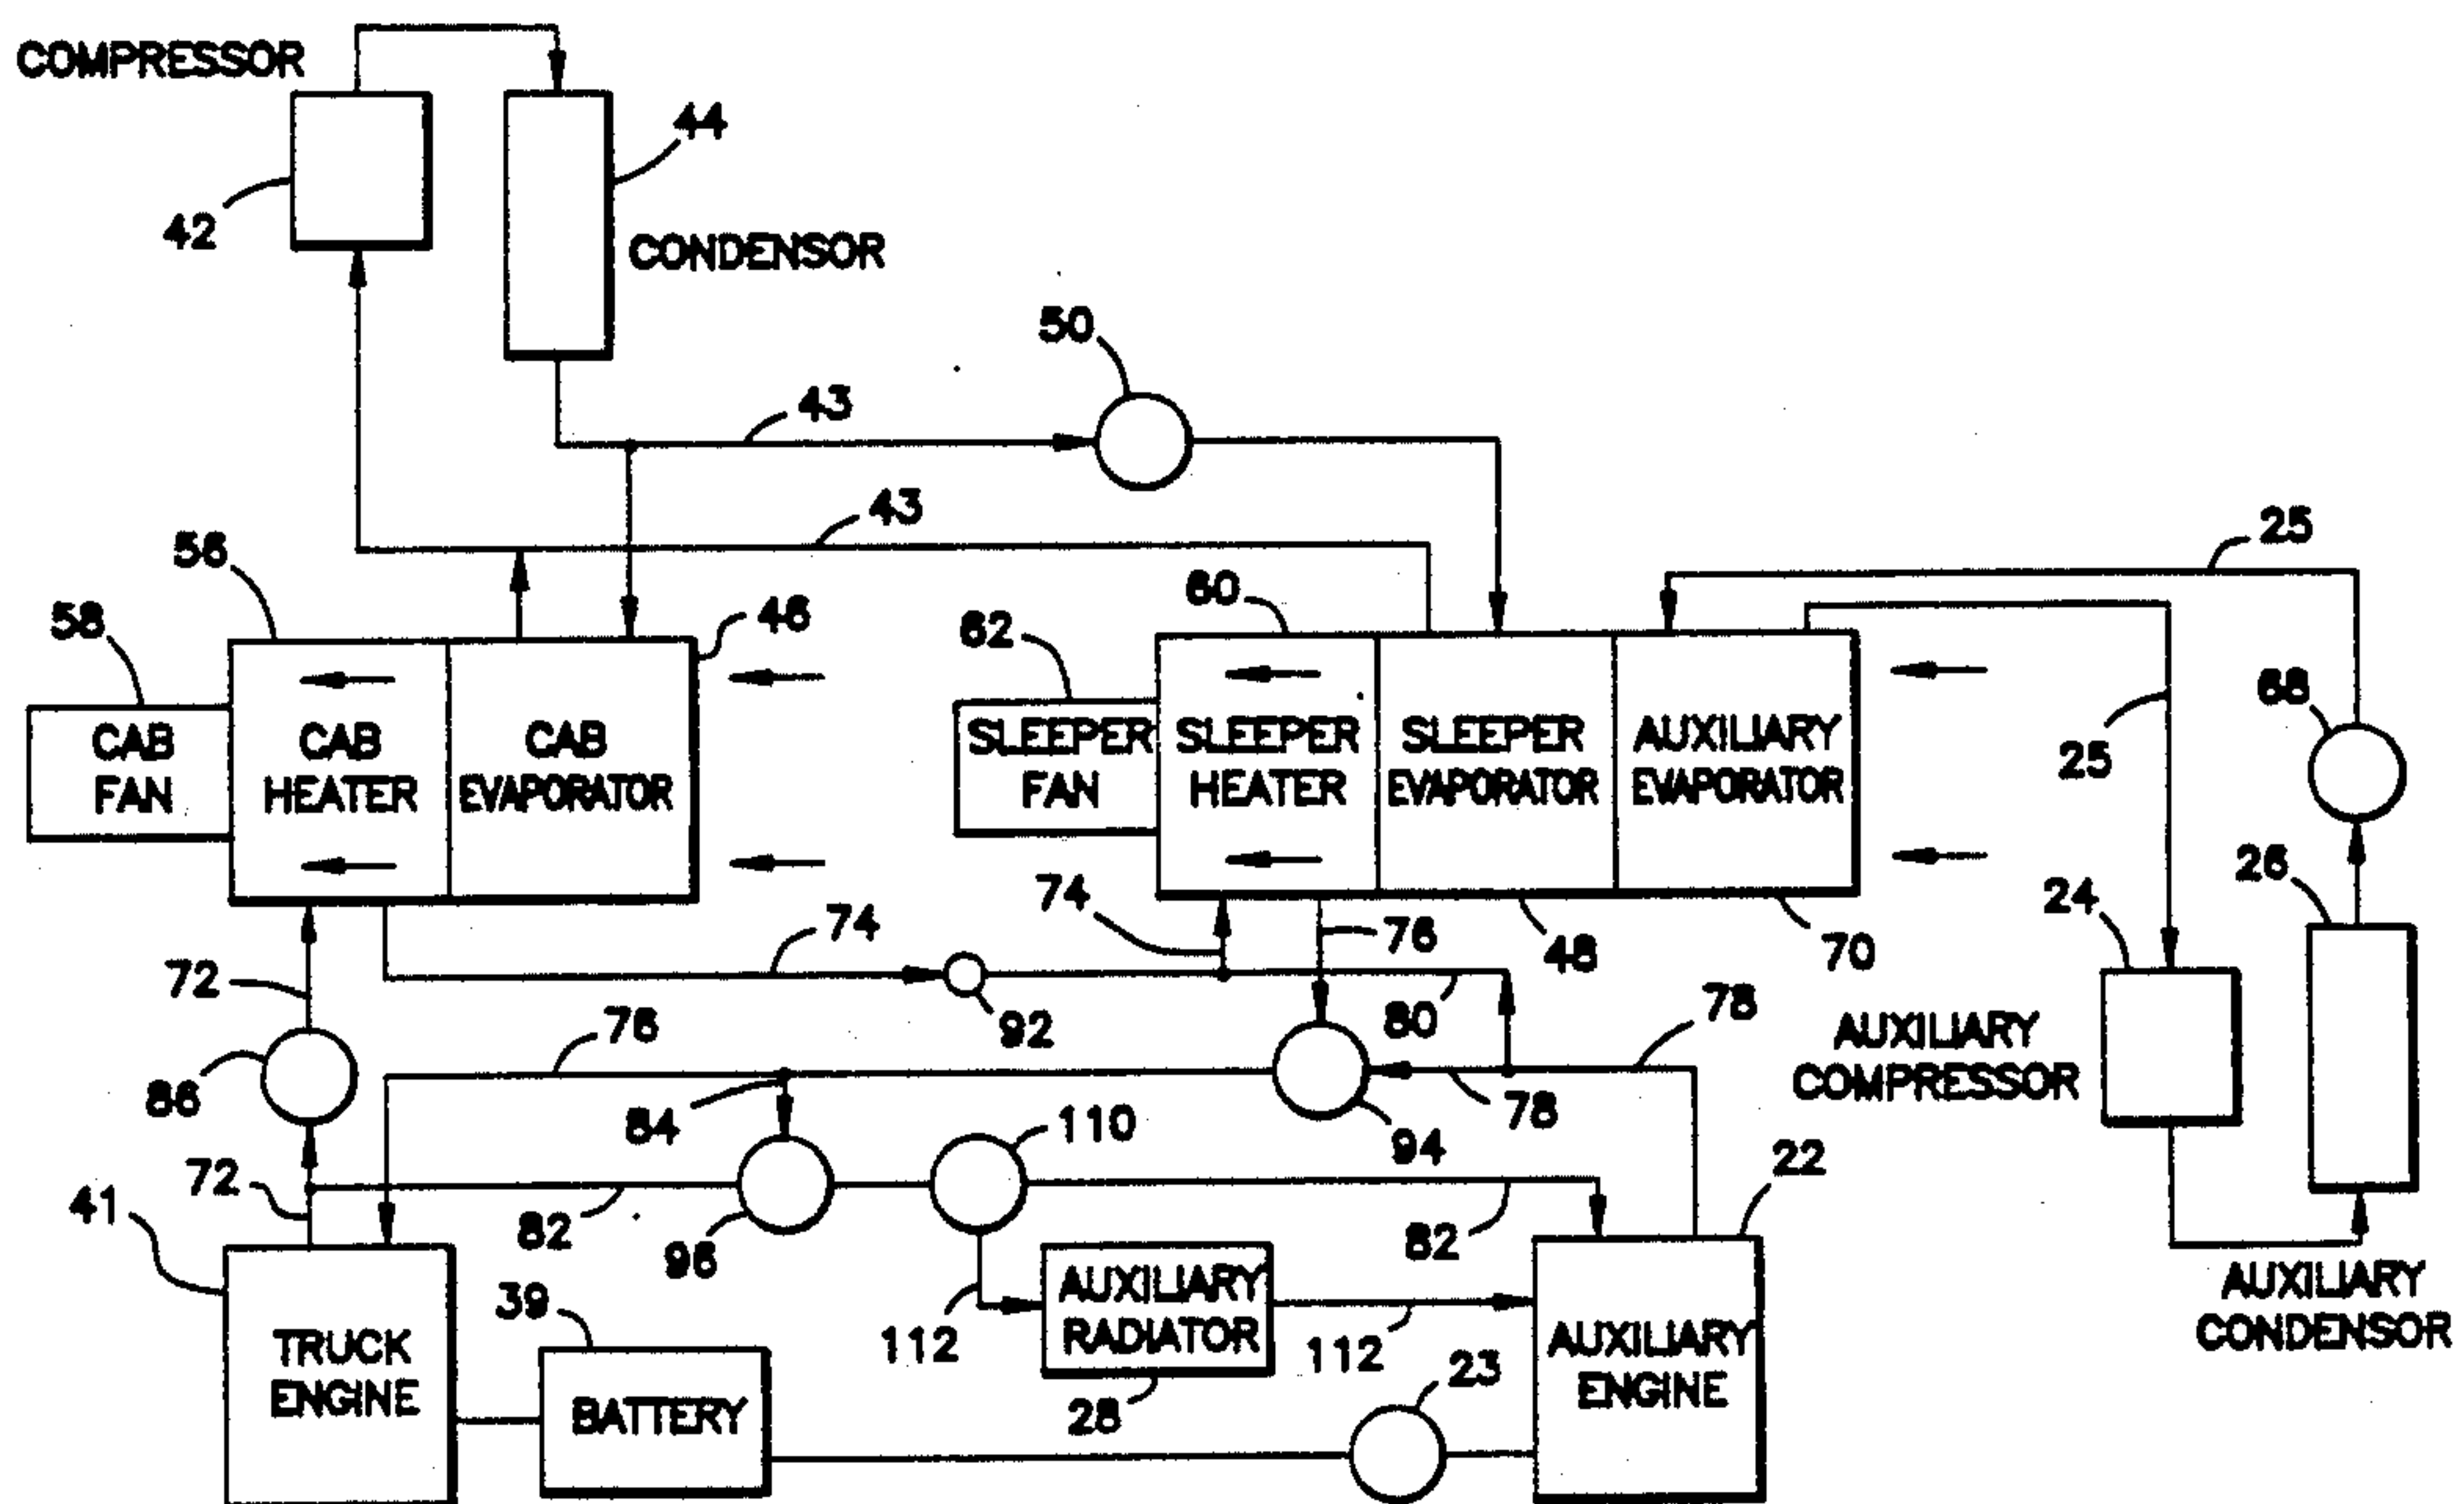 COMPRESSOR
44
42
CONDENSOR
50
43
43
25
56
60
58
46
62
68
CAB
FAN
CAB
HEATER
CAB
EVAPORATOR
SLEEPER
FAN
SLEEPER
HEATER
SLEEPER
EVAPORATOR
AUXILIARY
EVAPORATOR
25
26
24
74
74
76
48
70
72
92
80
78
76
AUXILIARY
COMPRESSOR
86
84
110
78
94
22
72
41
82
96
82
AUXILIARY
RADIATOR
39
112
112
AUXILIARY
CONDENSOR
TRUCK
ENGINE
AUXILIARY
ENGINE
23
28
BATTERY